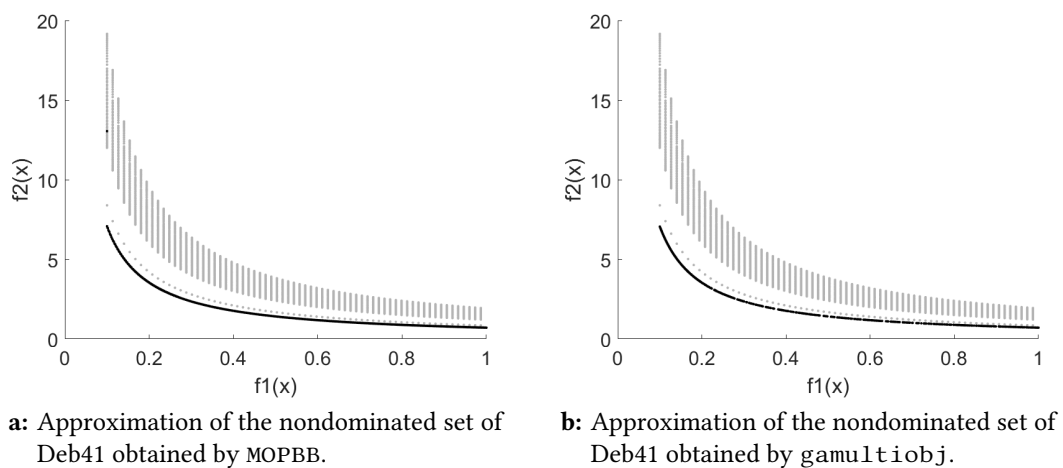 20
15
10
5
0
f2(x)
0 0.2 0.4 0.6 0.8 1
f1(x)
a: Approximation of the nondominated set of
Deb41 obtained by MOPBB.
20
15
10
5
0
f2(x)
0 0.2 0.4 0.6 0.8 1
f1(x)
b: Approximation of the nondominated set of
Deb41 obtained by gamultiobj.